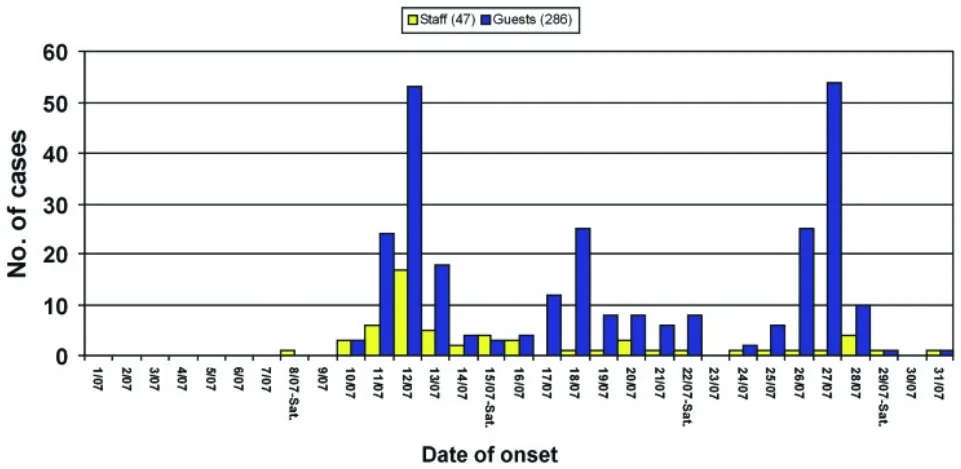 Staff (47) Guests (286)
No. of cases
60
50
40
30
20
10
0
1/07 2/07 3/07 4/07 5/07 6/07 7/07 8/07-Sat. 9/07 10/07 11/07 12/07 13/07 14/07 15/07-Sat. 16/07 17/07 18/07 19/07 20/07 21/07 22/07-Sat. 23/07 24/07 25/07 26/07 27/07 28/07 29/07-Sat. 30/07 31/07
Date of onset